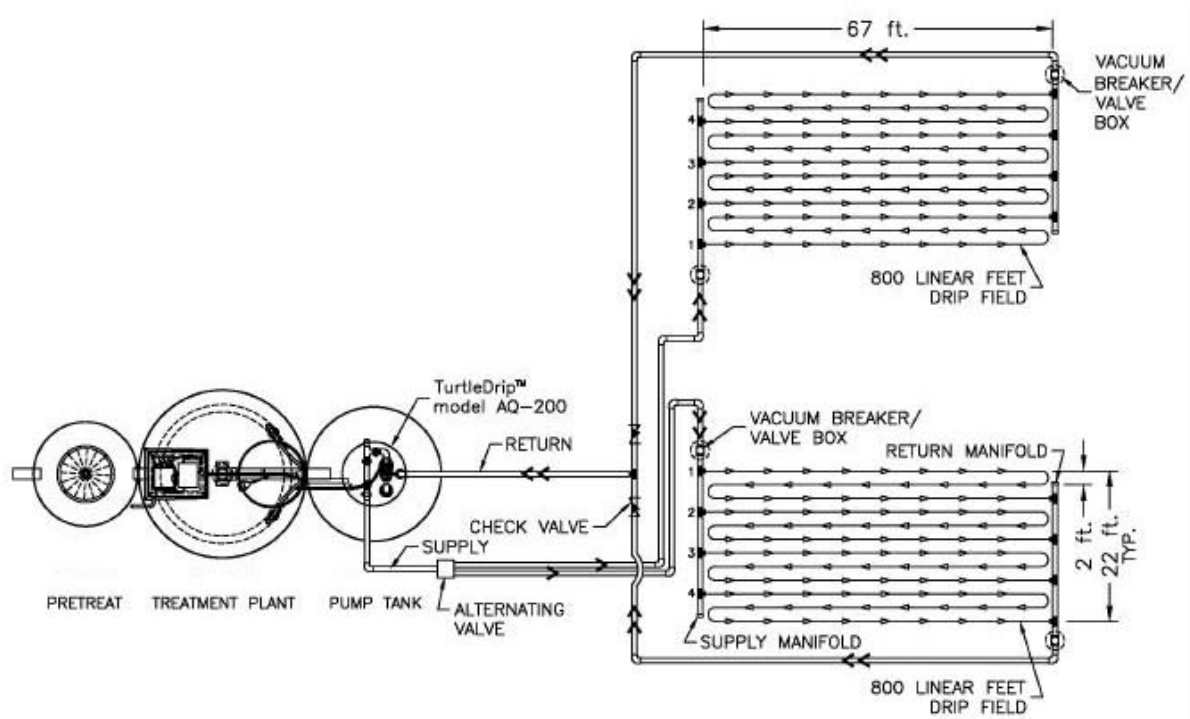 67 ft.
VACUUM
BREAKER/
VALVE
BOX
4
3
2
1
800 LINEAR FEET
DRIP FIELD
TurtleDrip™
model AQ-200
RETURN
VACUUM BREAKER/
VALVE BOX
RETURN MANIFOLD
1
2
3
4
2 ft.
22 ft.
TYP.
CHECK VALVE
SUPPLY
PRETREAT
TREATMENT PLANT
PUMP TANK
ALTERNATING
VALVE
SUPPLY MANIFOLD
800 LINEAR FEET
DRIP FIELD